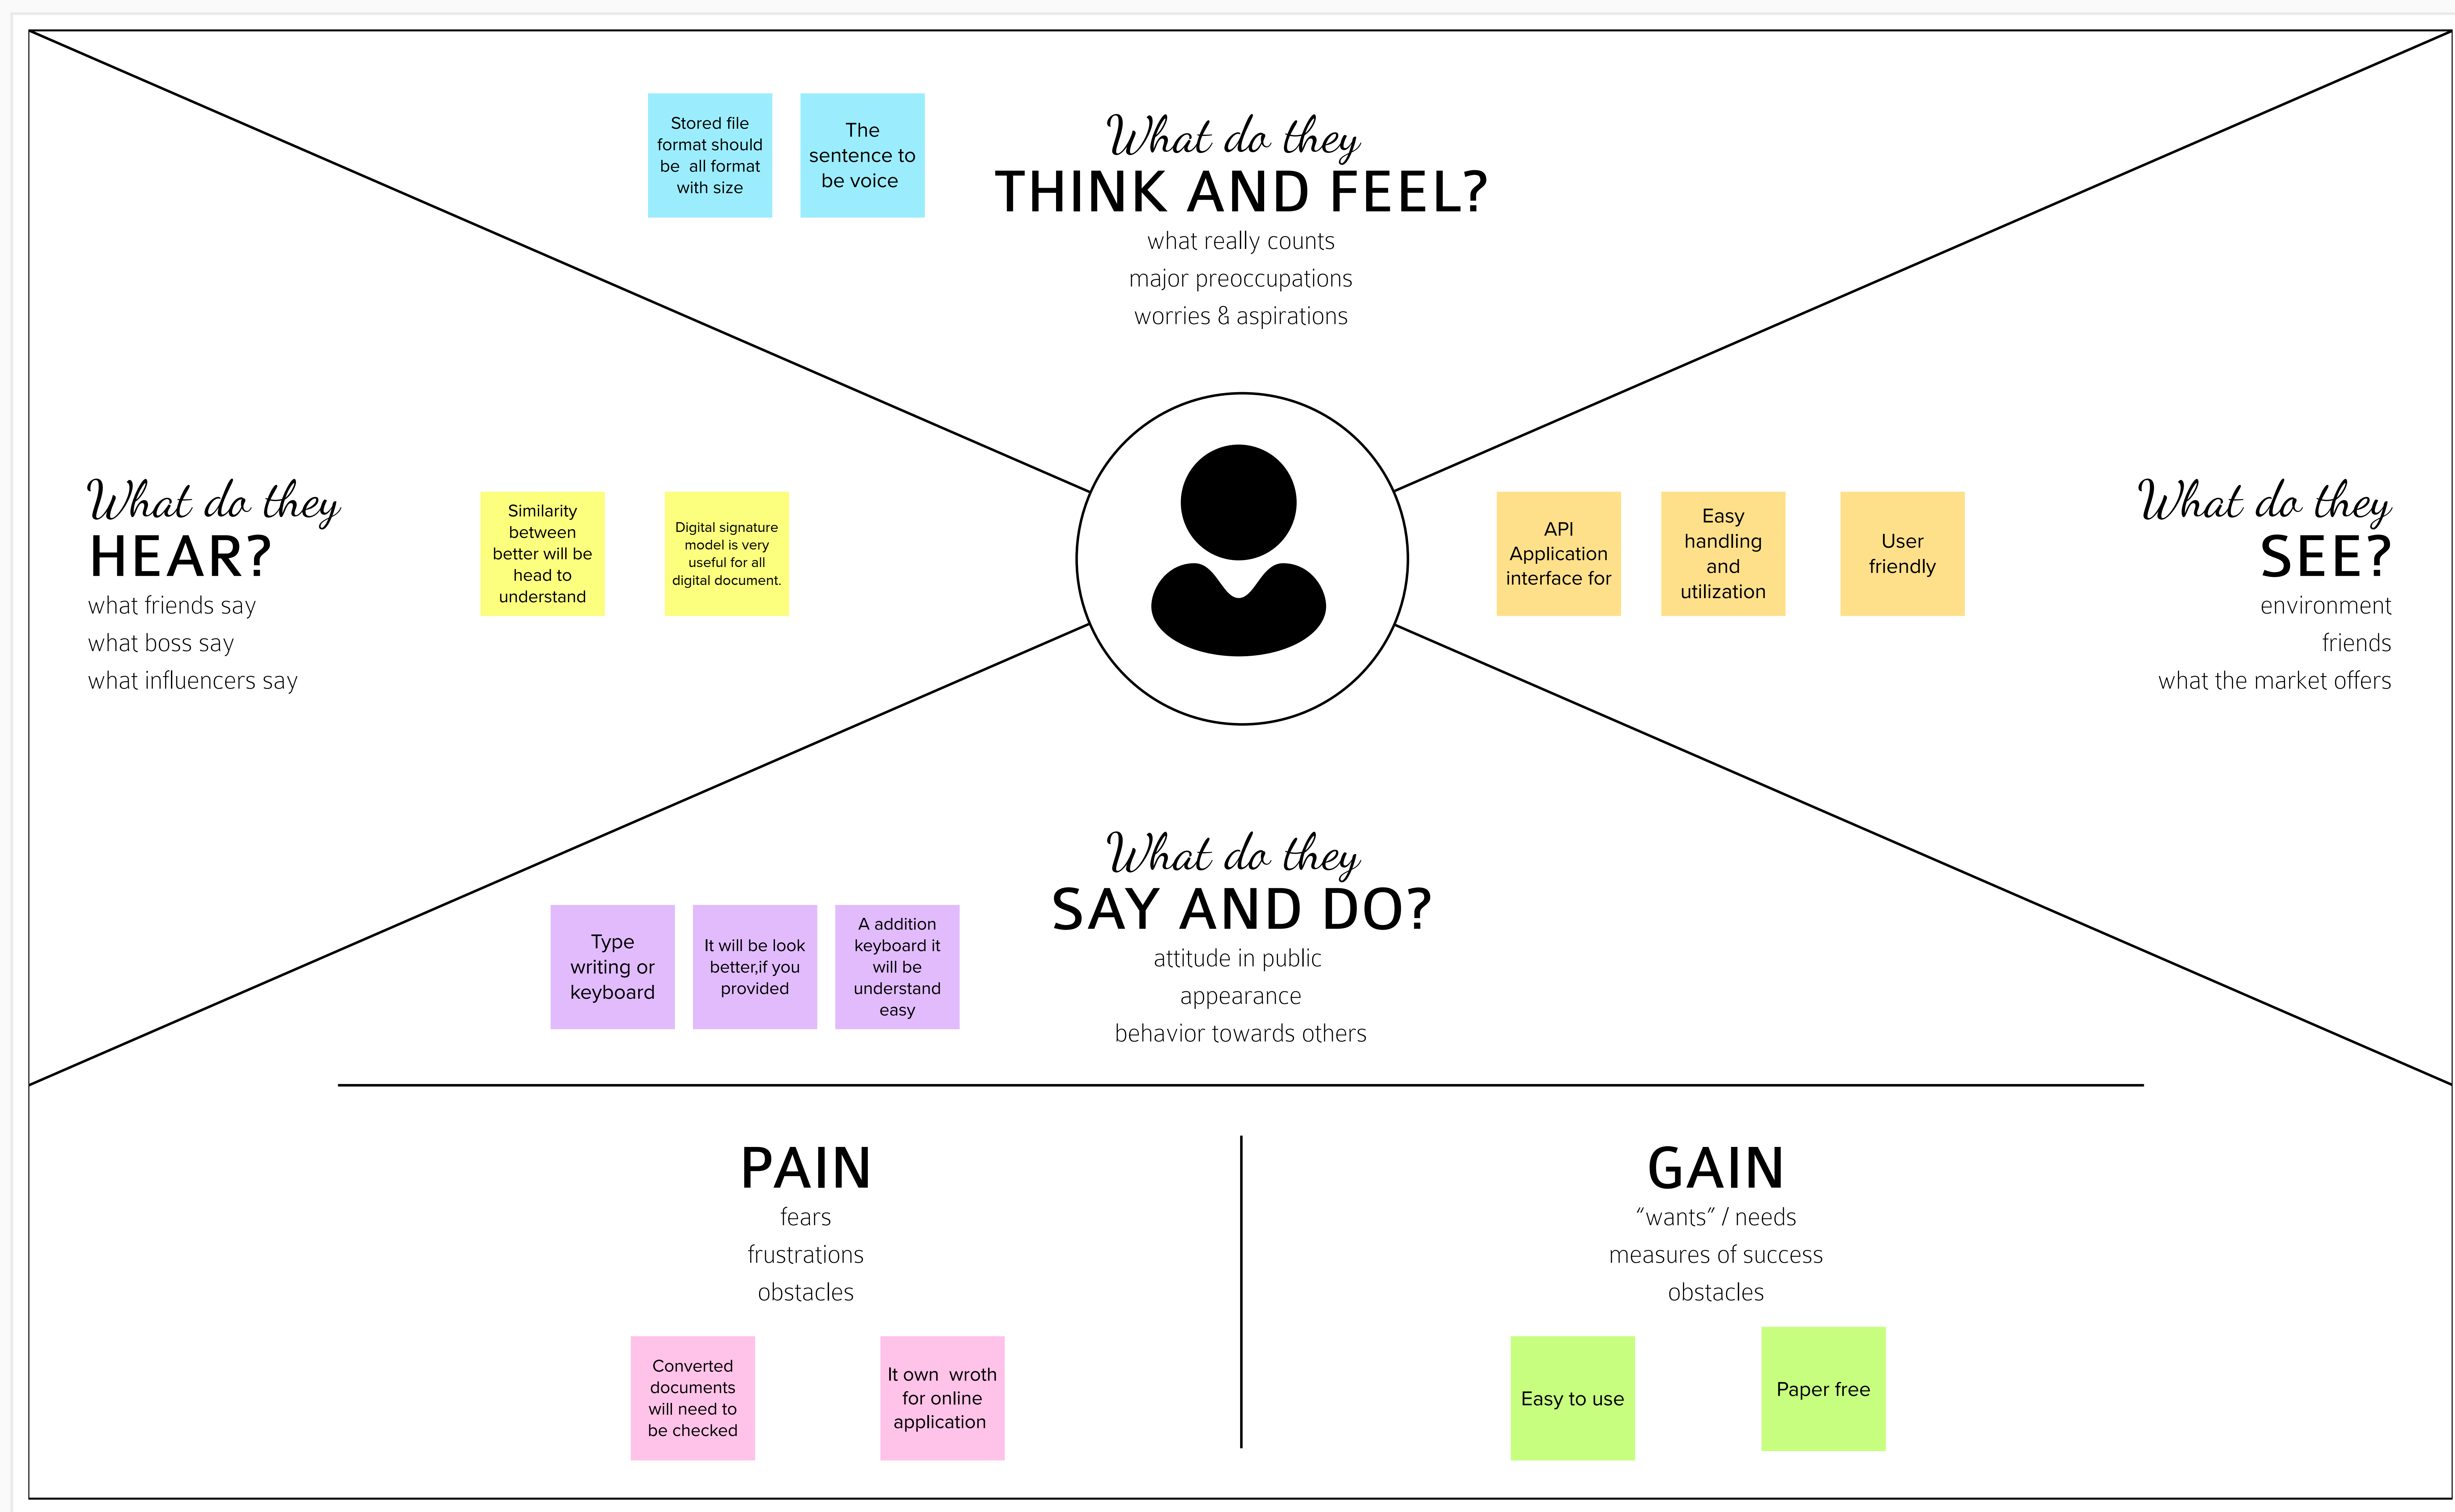 Stored file
format should
be all format
with size
The
sentence to
be voice
What do they
THINK AND FEEL?
what really counts
major preoccupations
worries & aspirations
What do they
HEAR?
what friends say
what boss say
what influencers say
Similarity
between
better will be
head to
understand
Digital signature
model is very
useful for all
digital document.
API
Application
interface for
Easy
handling
and
utilization
User
friendly
What do they
SEE?
environment
friends
what the market offers
What do they
SAY AND DO?
attitude in public
appearance
behavior towards others
Type
writing or
keyboard
It will be look
better,if you
provided
A addition
keyboard it
will be
understand
easy
PAIN
fears
frustrations
obstacles
Converted
documents
will need to
be checked
It own wroth
for online
application
GAIN
“wants” / needs
measures of success
obstacles
Easy to use
Paper free